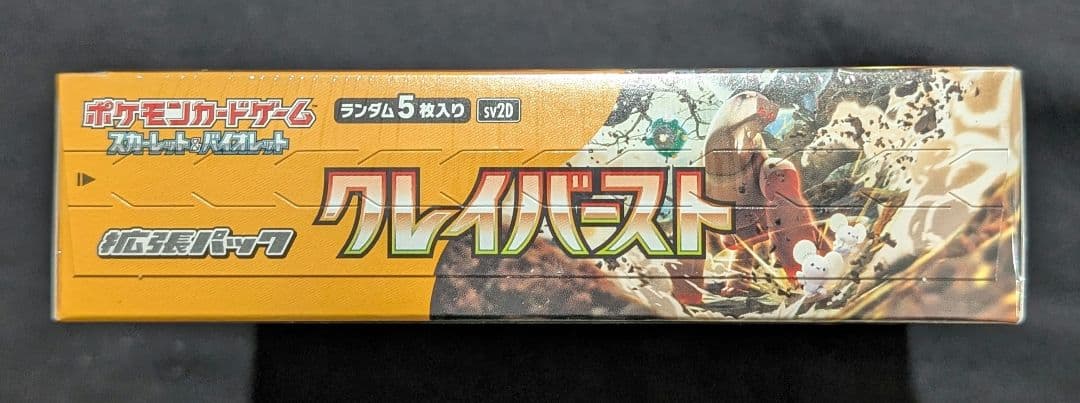 ポケモンカードゲーム™
スカーレット&バイオレット
ランダム5枚入り
sv2D
クレイバースト
拡張パック